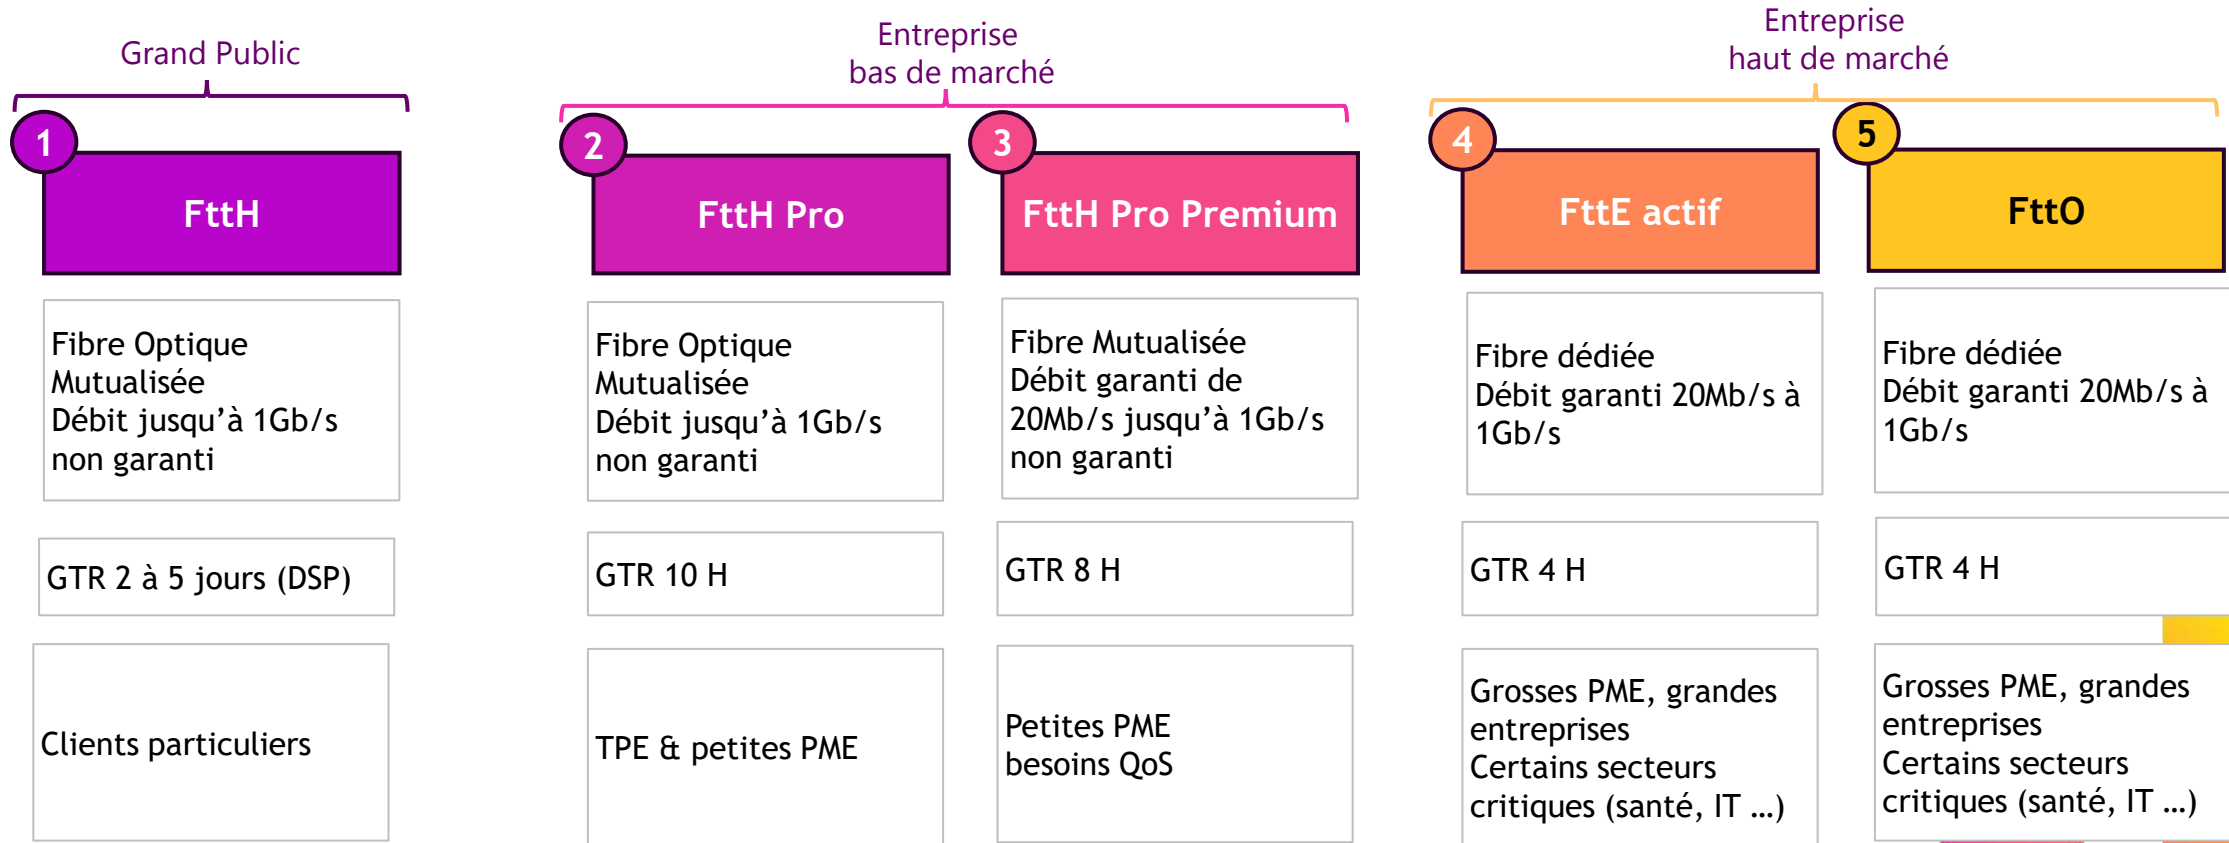 Grand Public
Entreprise
bas de marché
Entreprise
haut de marché
1
FttH
2
FttH Pro
3
FttH Pro Premium
4
FttE actif
5
FttO
Fibre Optique
Mutualisée
Débit jusqu’à 1Gb/s
non garanti
Fibre Optique
Mutualisée
Débit jusqu’à 1Gb/s
non garanti
Fibre Mutualisée
Débit garanti de
20Mb/s jusqu’à 1Gb/s
non garanti
Fibre dédiée
Débit garanti 20Mb/s à
1Gb/s
Fibre dédiée
Débit garanti 20Mb/s à
1Gb/s
GTR 2 à 5 jours (DSP)
GTR 10 H
GTR 8 H
GTR 4 H
GTR 4 H
Clients particuliers
TPE & petites PME
Petites PME
besoins QoS
Grosses PME, grandes
entreprises
Certains secteurs
critiques (santé, IT …)
Grosses PME, grandes
entreprises
Certains secteurs
critiques (santé, IT …)